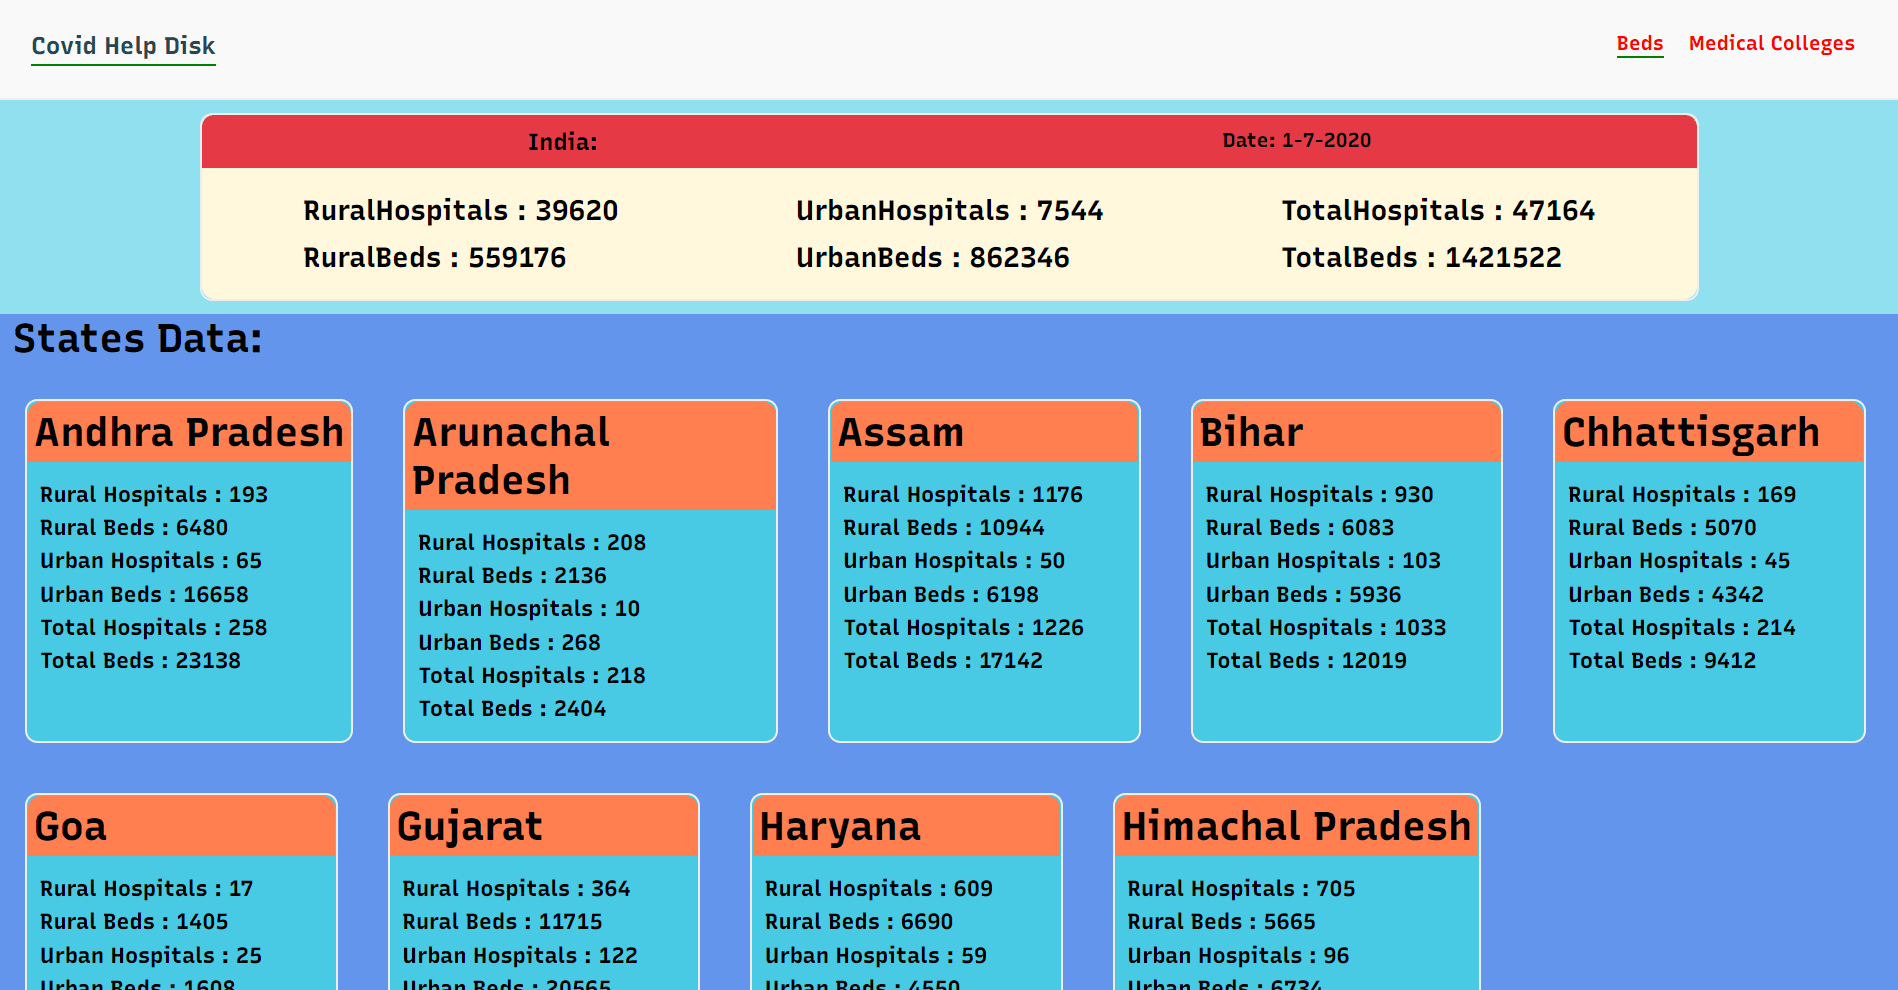 Covid Help Disk
Beds
Medical Colleges
India:
Date: 1-7-2020
RuralHospitals : 39620
UrbanHospitals : 7544
TotalHospitals : 47164
RuralBeds : 559176
UrbanBeds : 862346
TotalBeds : 1421522
States Data:
Andhra Pradesh
Rural Hospitals : 193
Rural Beds : 6480
Urban Hospitals : 65
Urban Beds : 16658
Total Hospitals : 258
Total Beds : 23138
Arunachal
Pradesh
Rural Hospitals : 208
Rural Beds : 2136
Urban Hospitals : 10
Urban Beds : 268
Total Hospitals : 218
Total Beds : 2404
Assam
Rural Hospitals : 1176
Rural Beds : 10944
Urban Hospitals : 50
Urban Beds : 6198
Total Hospitals : 1226
Total Beds : 17142
Bihar
Rural Hospitals : 930
Rural Beds : 6083
Urban Hospitals : 103
Urban Beds : 5936
Total Hospitals : 1033
Total Beds : 12019
Chhattisgarh
Rural Hospitals : 169
Rural Beds : 5070
Urban Hospitals : 45
Urban Beds : 4342
Total Hospitals : 214
Total Beds : 9412
Goa
Rural Hospitals : 17
Rural Beds : 1405
Urban Hospitals : 25
Urban Beds : 1608
Gujarat
Rural Hospitals : 364
Rural Beds : 11715
Urban Hospitals : 122
Urban Beds : 20565
Haryana
Rural Hospitals : 609
Rural Beds : 6690
Urban Hospitals : 59
Urban Beds : 4550
Himachal Pradesh
Rural Hospitals : 705
Rural Beds : 5665
Urban Hospitals : 96
Urban Beds : 6734